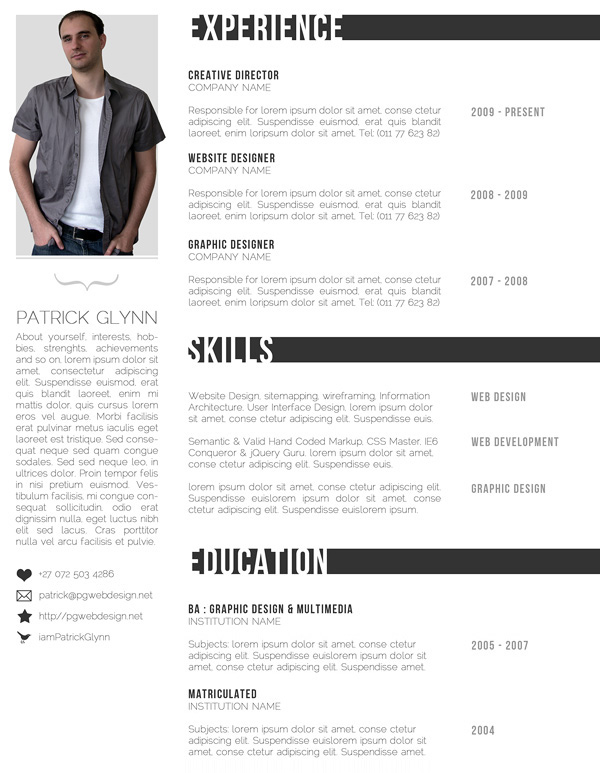 PATRICK GLYNN
About yourself, interests, hob-
bies, strenghts, achievements
and so on. lorem ipsum dolor sit
amet, consectetur adipiscing
elit. Suspendisse euismod, erat
quis blandit laoreet, enim mi
mattis dolor, quis cursus lorem
eros vel augue. Morbi facilisis
erat pulvinar metus iaculis eget
laoreet est tristique. Sed conse-
quat neque sed quam congue
sodales. Sed sed neque leo, in
ultrices dolor. Proin tempor felis
in nisi pretium euismod. Ves-
tibulum facilisis, mi congue con-
sequat sollicitudin, odio erat
dignissim nulla, eget luctus nibh
elit sed lacus. Cras porttitor
nulla vel arcu facilisis et pulvie.
+27 072 503 4286
patrick@pgwebdesign.net
http://pgwebdesign.net
iamPatrickGlynn
EXPERIENCE
CREATIVE DIRECTOR
COMPANY NAME
Responsible for lorem ipsum dolor sit amet, conse ctetur
adipiscing elit. Suspendisse euismod, erat quis blandit
laoreet, enim loripsum dolor sit amet. Tel: (011 77 623 82)
2009 - PRESENT
WEBSITE DESIGNER
COMPANY NAME
Responsible for lorem ipsum dolor sit amet, conse ctetur
adipiscing elit. Suspendisse euismod, erat quis blandit
laoreet, enim loripsum dolor sit amet. Tel: (011 77 623 82)
2008 - 2009
GRAPHIC DESIGNER
COMPANY NAME
Responsible for lorem ipsum dolor sit amet, conse ctetur
adipiscing elit. Suspendisse euismod, erat quis blandit
laoreet, enim loripsum dolor sit amet. Tel: (011 77 623 82)
2007 - 2008
SKILLS
Website Design, sitemapping, wireframing, Information
Architecture, User Interface Design, lorem ipsum dolor
sit amet, conse ctetur adipiscing elit. Suspendisse euis.
WEB DESIGN
Semantic & Valid Hand Coded Markup, CSS Master, IE6
Conqueror & jQuery Guru. lorem ipsum dolor sit amet,
conse ctetur adipiscing elit. Suspendisse euis.
WEB DEVELOPMENT
lorem ipsum dolor sit amet, conse ctetur adipiscing elit.
Suspendisse euislorem ipsum dolor sit amet, conse
ctetur adipiscing elit. Suspendisse euislorem ipsum.
GRAPHIC DESIGN
EDUCATION
BA : GRAPHIC DESIGN & MULTIMEDIA
INSTITUTION NAME
Subjects: lorem ipsum dolor sit amet, conse ctetur
adipiscing elit. Suspendisse euislorem ipsum dolor sit
amet, conse ctetur elit. Suspendisse amet.
2005 - 2007
MATRICULATED
INSTITUTION NAME
Subjects: lorem ipsum dolor sit amet, conse ctetur
adipiscing elit. Suspendisse euislorem ipsum dolor sit
amet, conse ctetur adipiscing elit. Suspendisse amet.
2004